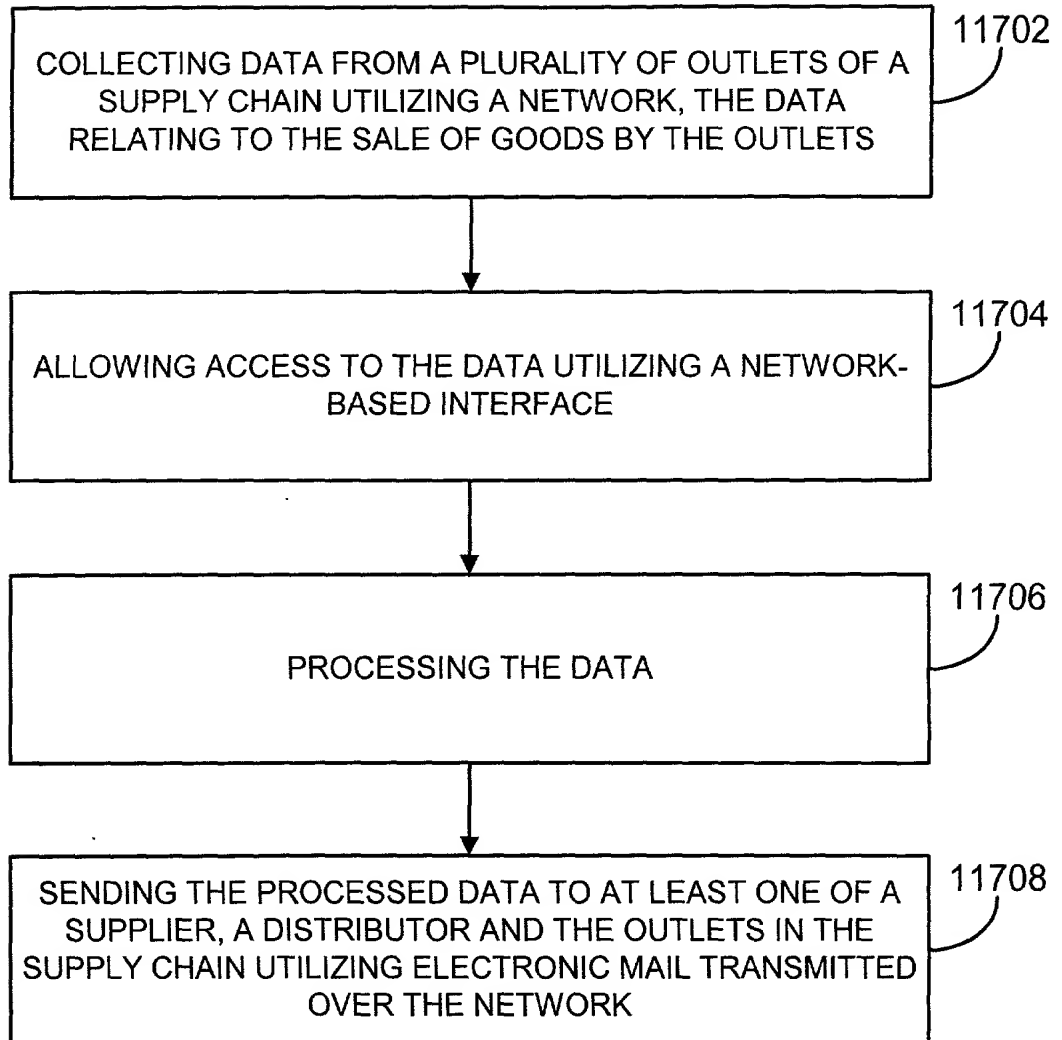 11702
COLLECTING DATA FROM A PLURALITY OF OUTLETS OF A
SUPPLY CHAIN UTILIZING A NETWORK, THE DATA
RELATING TO THE SALE OF GOODS BY THE OUTLETS
11704
ALLOWING ACCESS TO THE DATA UTILIZING A NETWORK-
BASED INTERFACE
11706
PROCESSING THE DATA
11708
SENDING THE PROCESSED DATA TO AT LEAST ONE OF A
SUPPLIER, A DISTRIBUTOR AND THE OUTLETS IN THE
SUPPLY CHAIN UTILIZING ELECTRONIC MAIL TRANSMITTED
OVER THE NETWORK